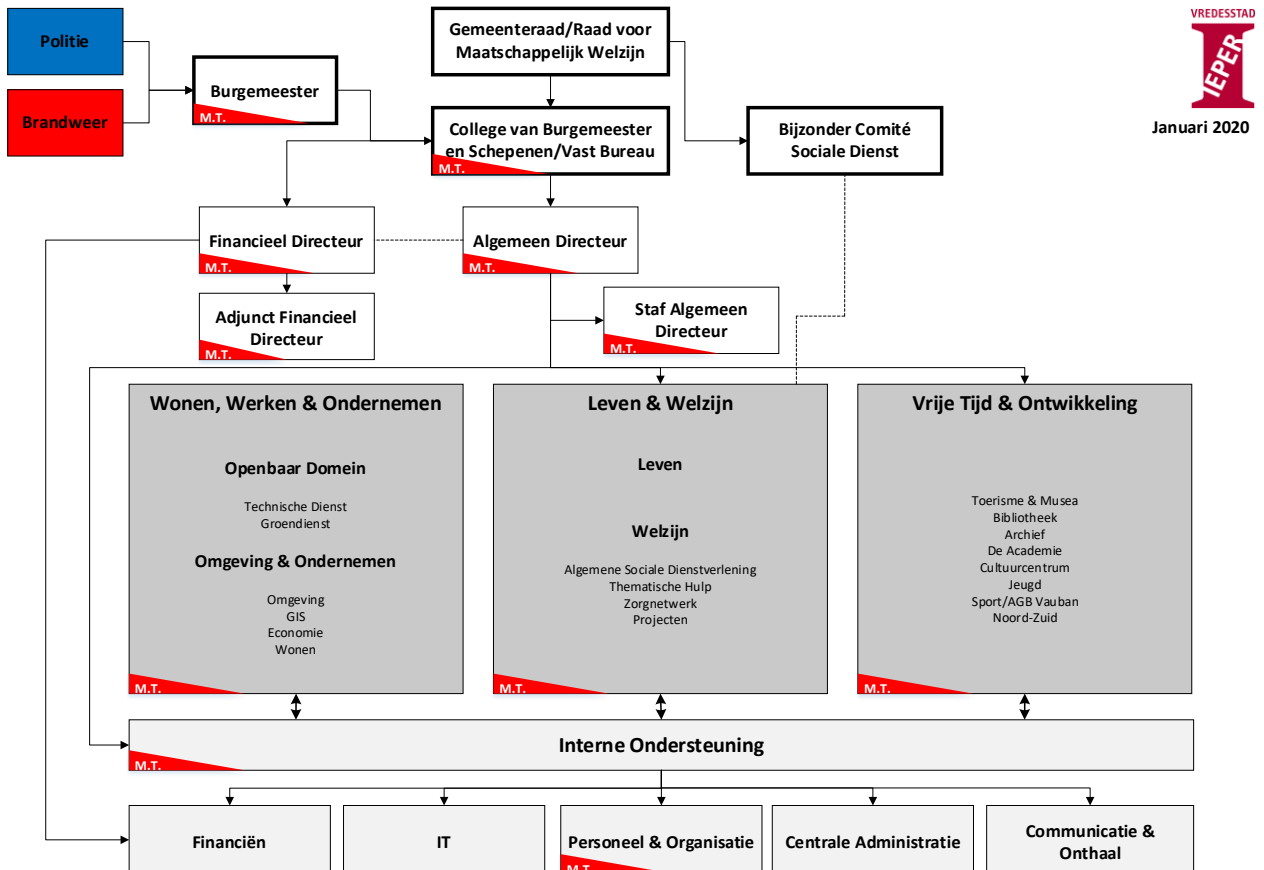 Politie
Brandweer
Burgemeester
M.T.
Gemeenteraad/Raad voor
Maatschappelijk Welzijn
College van Burgemeester
en Schepenen/Vast Bureau
M.T.
Bijzonder Comité
Sociale Dienst
VREDESSTAD
IEPER
Januari 2020
Financieel Directeur
M.T.
Algemeen Directeur
M.T.
Adjunct Financieel
Directeur
M.T.
Staf Algemeen
Directeur
M.T.
Wonen, Werken & Ondernemen
Openbaar Domein
Technische Dienst
Groendienst
Omgeving & Ondernemen
Omgeving
GIS
Economie
Wonen
M.T.
Leven & Welzijn
Leven
Welzijn
Algemene Sociale Dienstverlening
Thematische Hulp
Zorgnetwerk
Projecten
M.T.
Vrije Tijd & Ontwikkeling
Toerisme & Musea
Bibliotheek
Archief
De Academie
Cultuurcentrum
Jeugd
Sport/AGB Vauban
Noord-Zuid
M.T.
Interne Ondersteuning
M.T.
Financiën
IT
Personeel & Organisatie
M.T.
Centrale Administratie
Communicatie &
Onthaal